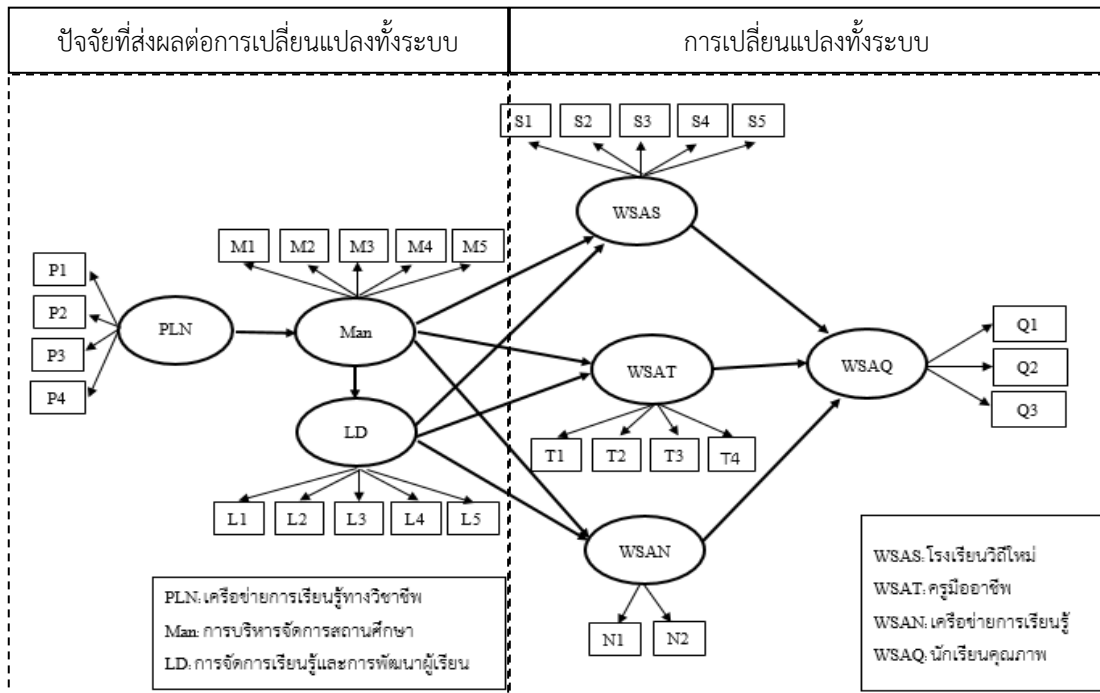 ปัจจัยที่ส่งผลต่อการเปลี่ยนแปลงทั้งระบบ
การเปลี่ยนแปลงทั้งระบบ
S1 S2 S3 S4 S5
WSAS
M1 M2 M3 M4 M5
P1
P2
P3
P4
PLN
Man
LD
L1 L2 L3 L4 L5
WSAT
T1 T2 T3 T4
WSAQ
Q1
Q2
Q3
WSAN
N1 N2
PLN: เครือข่ายการเรียนรู้ทางวิชาชีพ
Man: การบริหารจัดการสถานศึกษา
LD: การจัดการเรียนรู้และการพัฒนาผู้เรียน
WSAS: โรงเรียนวิถีใหม่
WSAT: ครูมืออาชีพ
WSAN: เครือข่ายการเรียนรู้
WSAQ: นักเรียนคุณภาพ